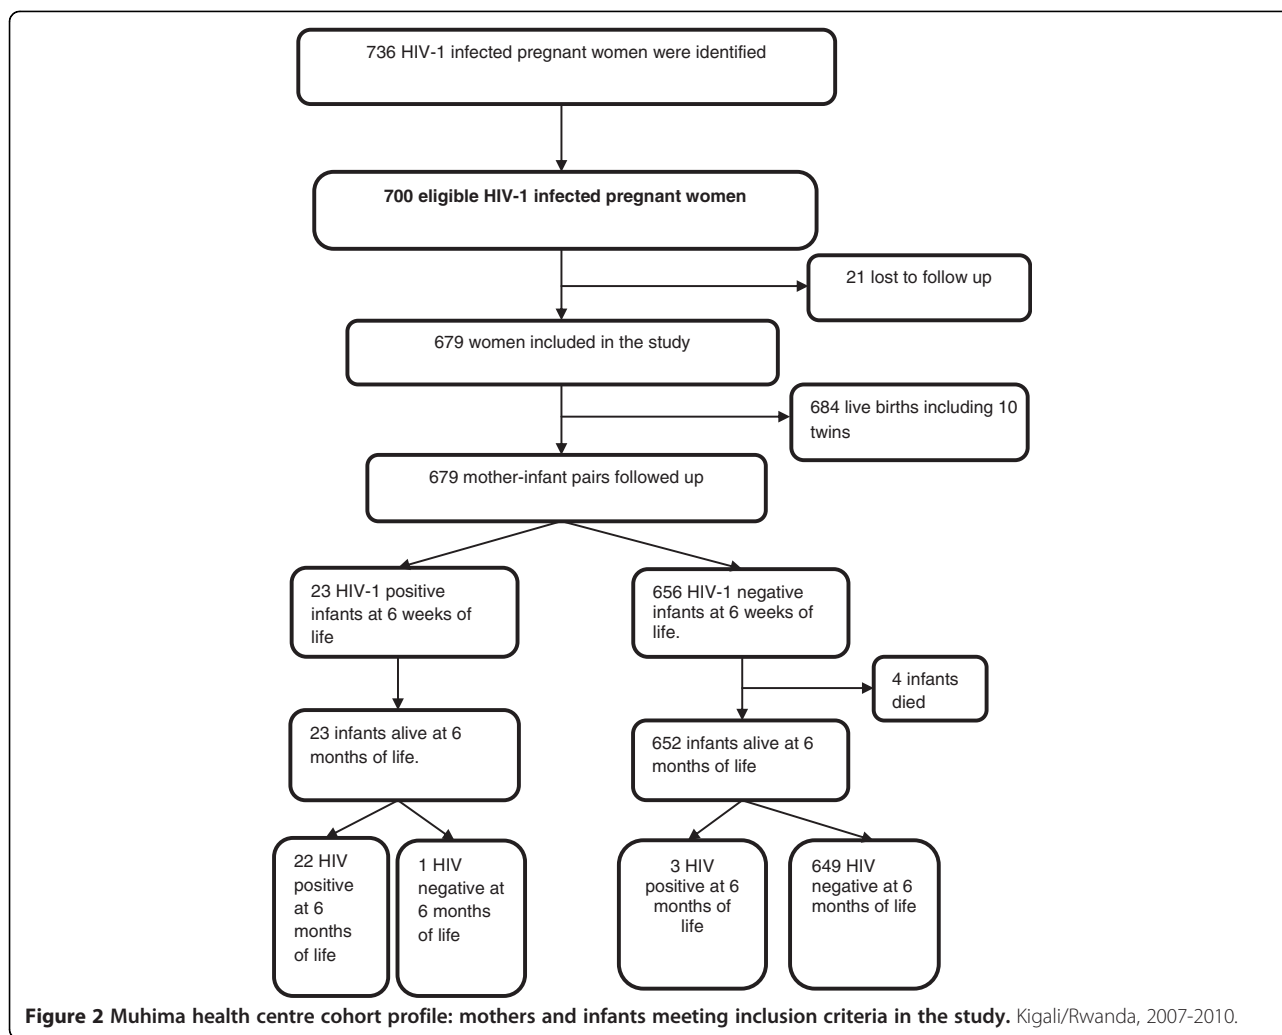 736 HIV-1 infected pregnant women were identified
700 eligible HIV-1 infected pregnant women
21 lost to follow up
679 women included in the study
684 live births including 10
twins
679 mother-infant pairs followed up
23 HIV-1 positive
infants at 6 weeks of
life
656 HIV-1 negative
infants at 6 weeks of
life.
4 infants
died
23 infants alive at 6
months of life.
652 infants alive at 6
months of life
22 HIV
positive
at 6
months
of life
1 HIV
negative at
6 months
of life
3 HIV
positive at 6
months of
life
649 HIV
negative at 6
months of life
Figure 2 Muhima health centre cohort profile: mothers and infants meeting inclusion criteria in the study. Kigali/Rwanda, 2007-2010.